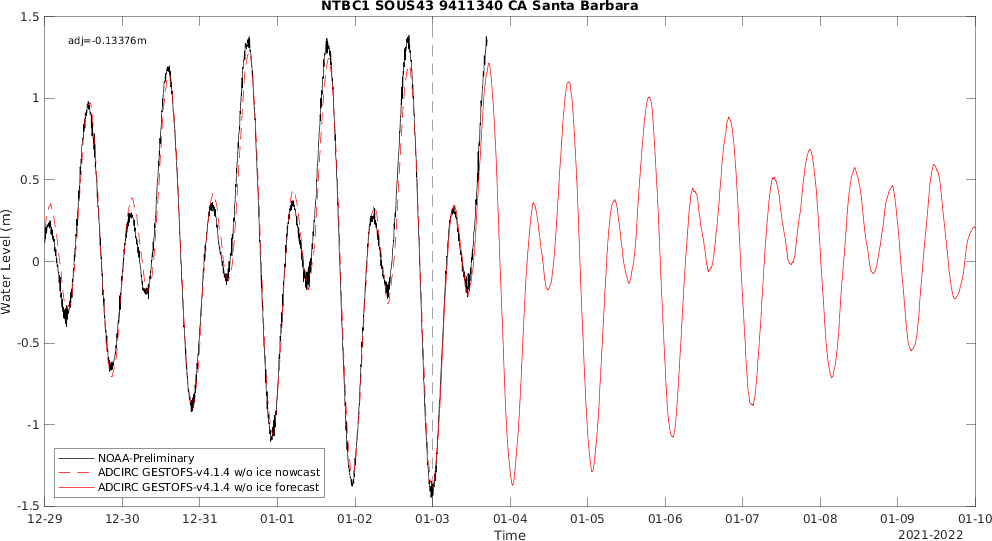 NTBC1 SOUS43 9411340 CA Santa Barbara
adj=-0.13376m
1.5
1
0.5
0
-0.5
-1
-1.5
Water Level (m)
NOAA-Preliminary
ADCIRC GESTOFS-v4.1.4 w/o ice nowcast
ADCIRC GESTOFS-v4.1.4 w/o ice forecast
12-29 12-30 12-31 01-01 01-02 01-03 01-04 01-05 01-06 01-07 01-08 01-09 01-10
Time
2021-2022